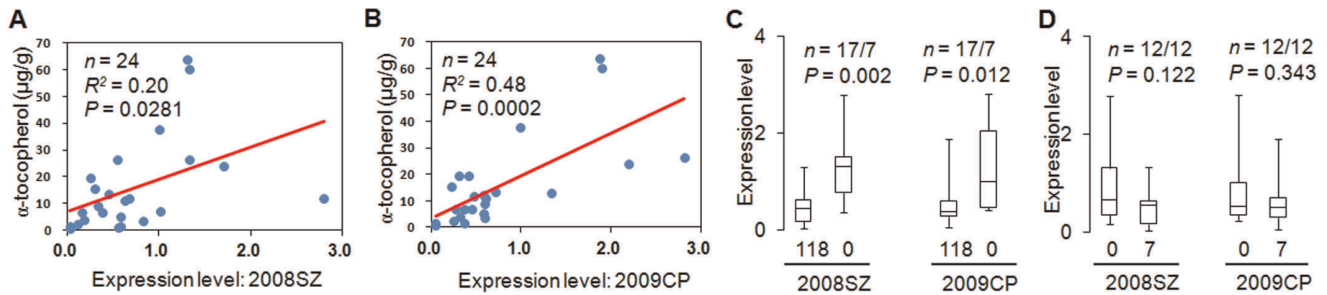 A
α-tocopherol (µg/g)
70
60
50
40
30
20
10
0
n = 24
R² = 0.20
P = 0.0281
0.0 1.0 2.0 3.0
Expression level: 2008SZ
B
α-tocopherol (µg/g)
70
60
50
40
30
20
10
0
n = 24
R² = 0.48
P = 0.0002
0.0 1.0 2.0 3.0
Expression level: 2009CP
C
Expression level
4
2
0
n = 17/7 n = 17/7
P = 0.002 P = 0.012
118 0 118 0
2008SZ 2009CP
D
Expression level
4
2
0
n = 12/12 n = 12/12
P = 0.122 P = 0.343
0 7 0 7
2008SZ 2009CP